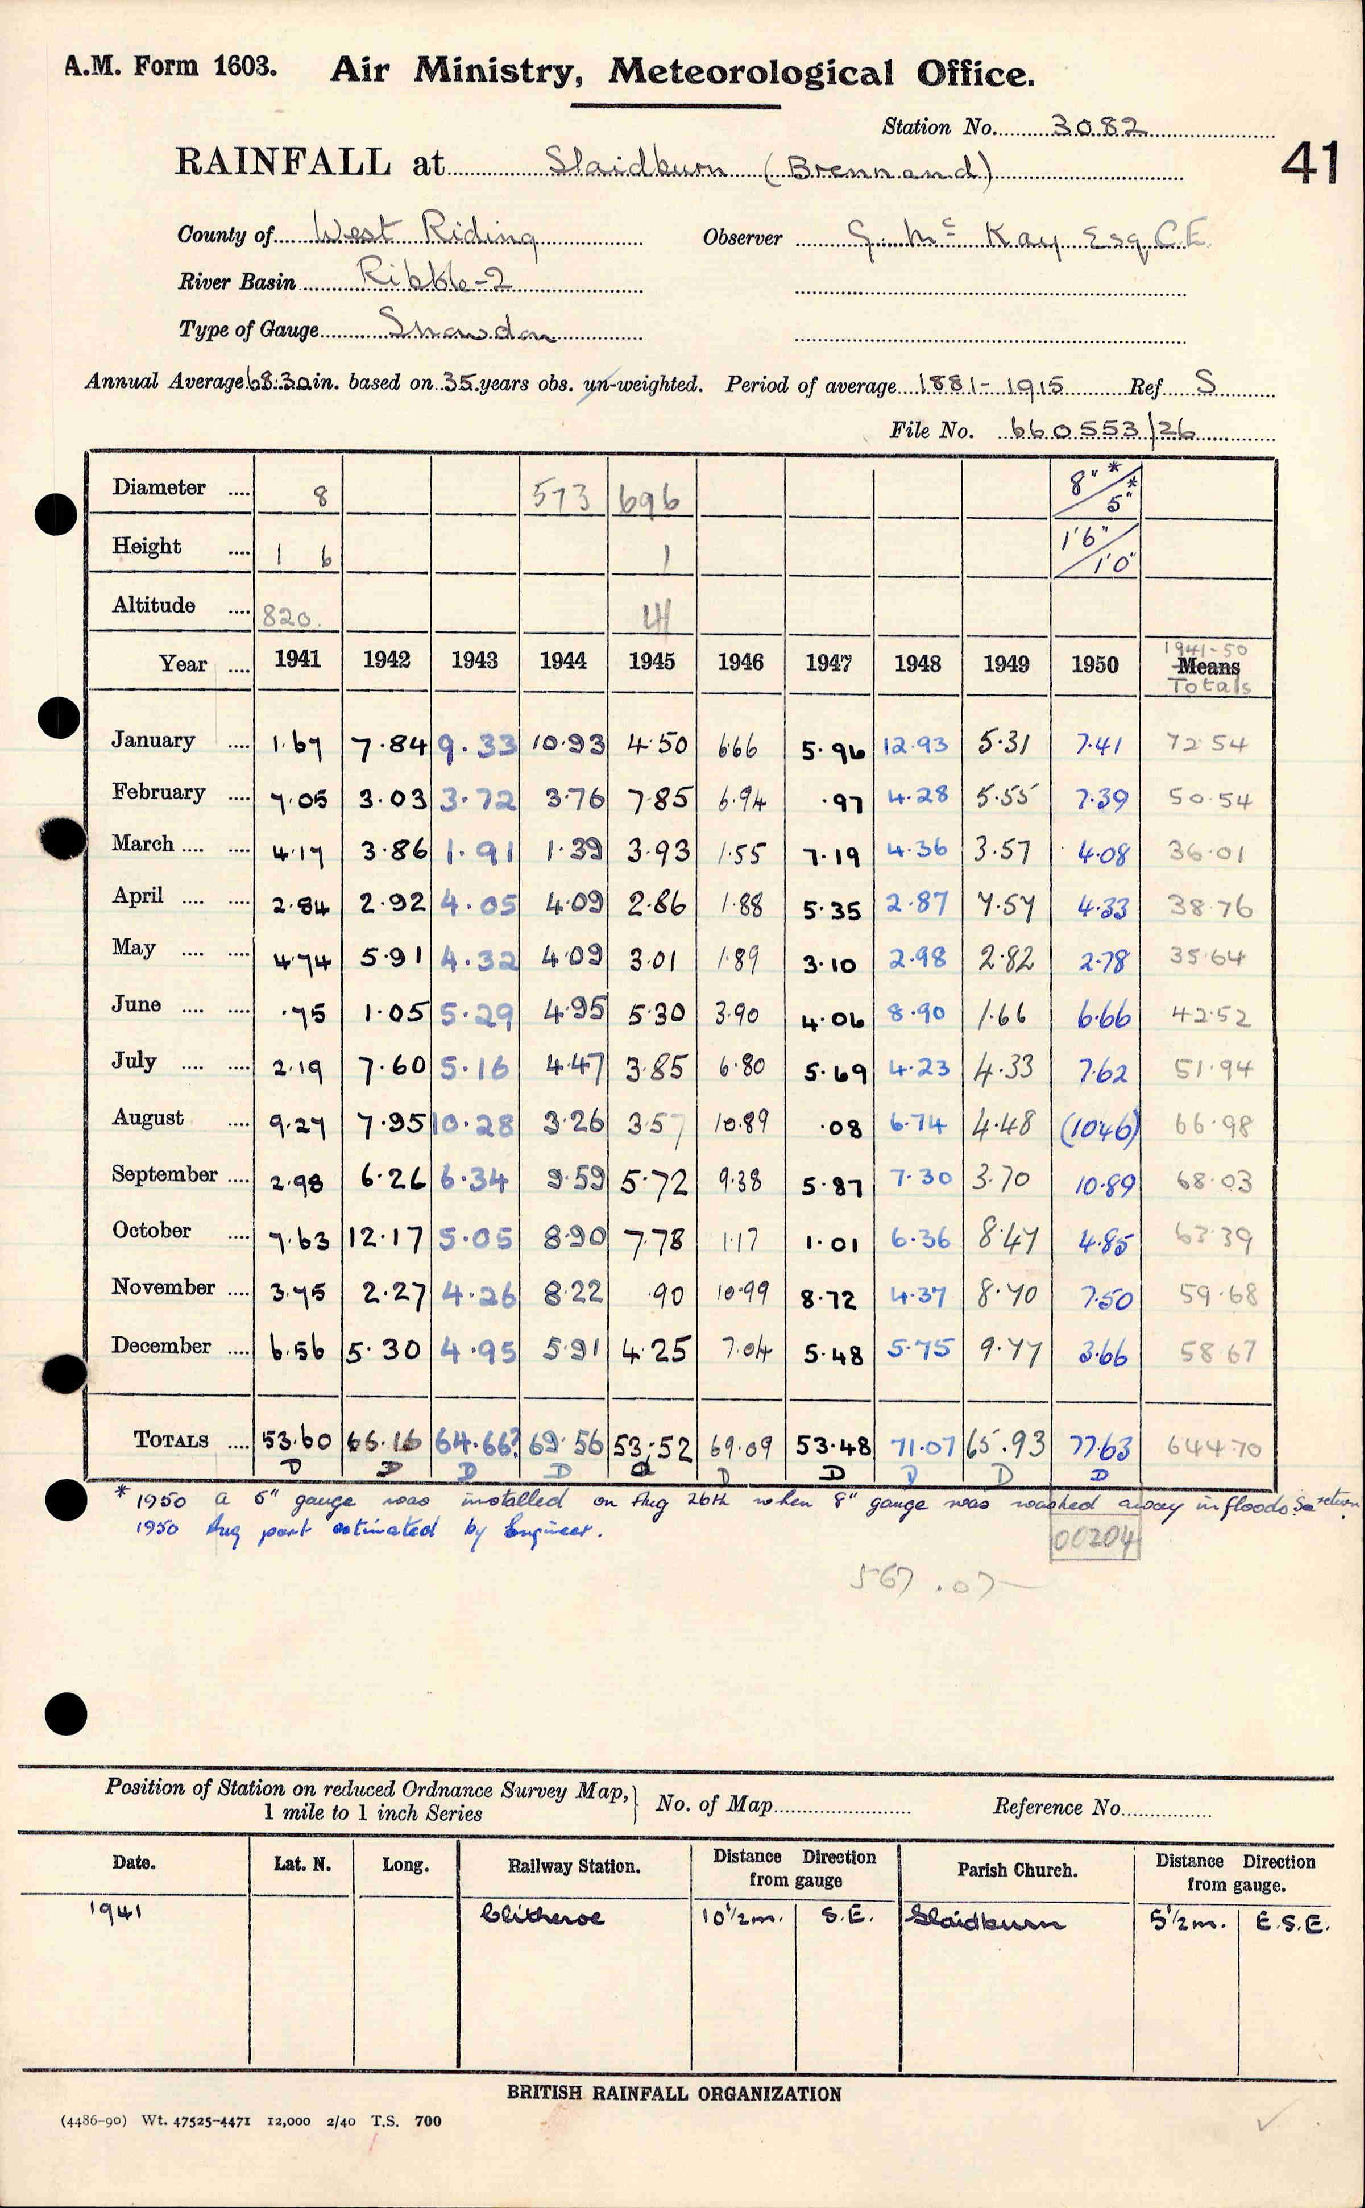 A.M. Form 1603. Air Ministry, Meteorological Office.
Station No. 3082
41
RAINFALL at Slaidburn (Brennand)
County of West Riding Observer G. Mc Kay Esq. C.E.
River Basin Ribble-2
Type of Gauge Snowdon
Annual Average 68.30 in. based on 35 years obs. un-weighted. Period of average 1881-1915 Ref S
File No. 660553/26
Diameter .... 8 573 696 8" * / 5" *
Height .... 1 6 1 1'6" / 1'0"
Altitude .... 820.
Year .... 1941 1942 1943 1944 1945 1946 1947 1948 1949 1950 1941-50 Means Totals
January .... 1.67 7.84 9.33 10.93 4.50 6.66 5.96 12.93 5.31 7.41 72.54
February .... 7.05 3.03 3.72 3.76 7.85 6.94 .97 4.28 5.55 7.39 50.54
March .... .... 4.17 3.86 1.91 1.39 3.93 1.55 7.19 4.36 3.57 4.08 36.01
April .... .... 2.84 2.92 4.05 4.09 2.86 1.88 5.35 2.87 7.57 4.33 38.76
May .... .... 4.74 5.91 4.32 4.09 3.01 1.89 3.10 2.98 2.82 2.78 35.64
June .... .... .75 1.05 5.29 4.95 5.30 3.90 4.06 8.90 1.66 6.66 42.52
July .... .... 2.19 7.60 5.16 4.47 3.85 6.80 5.69 4.23 4.33 7.62 51.94
August .... 9.27 7.95 10.28 3.26 3.57 10.89 .08 6.74 4.48 (10.46) 66.98
September .... 2.98 6.26 6.34 9.59 5.72 9.38 5.87 7.30 3.70 10.89 68.03
October .... 7.63 12.17 5.05 8.90 7.78 1.17 1.01 6.36 8.47 4.85 63.39
November .... 3.75 2.27 4.26 8.22 .90 10.99 8.72 4.37 8.70 7.50 59.68
December .... 6.56 5.30 4.95 5.91 4.25 7.04 5.48 5.75 9.77 3.66 58.67
TOTALS .... 53.60 66.16 64.66? 69.56 53.52 69.09 53.48 71.07 65.93 77.63 644.70
D D D D D D D D D
* 1950 a 5" gauge was installed on Aug 26th when 8" gauge was washed away in floods. See return.
1950 Aug part estimated by Engineer.
00204
567.07
Position of Station on reduced Ordnance Survey Map, 1 mile to 1 inch Series } No. of Map Reference No.
Date. Lat. N. Long. Railway Station. Distance Direction from gauge Parish Church. Distance Direction from gauge.
1941 Clitheroe 10 1/2 m. S.E. Slaidburn 5 1/2 m. E.S.E.
BRITISH RAINFALL ORGANIZATION
(4486-90) Wt. 47525-4471 12,000 2/40 T.S. 700